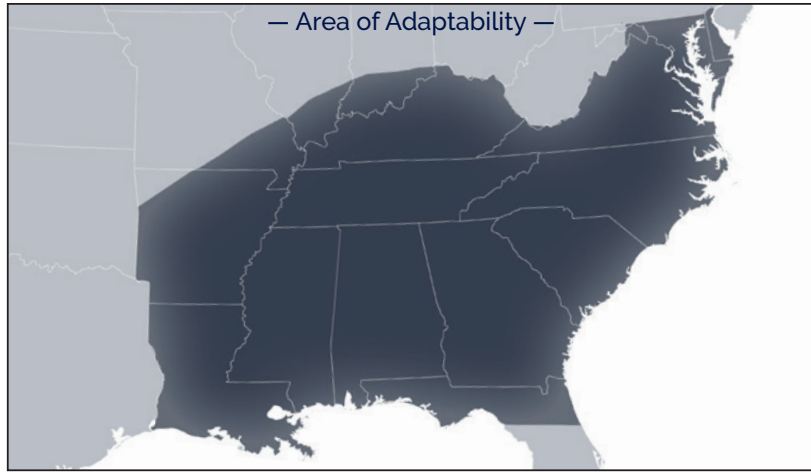 — Area of Adaptability —